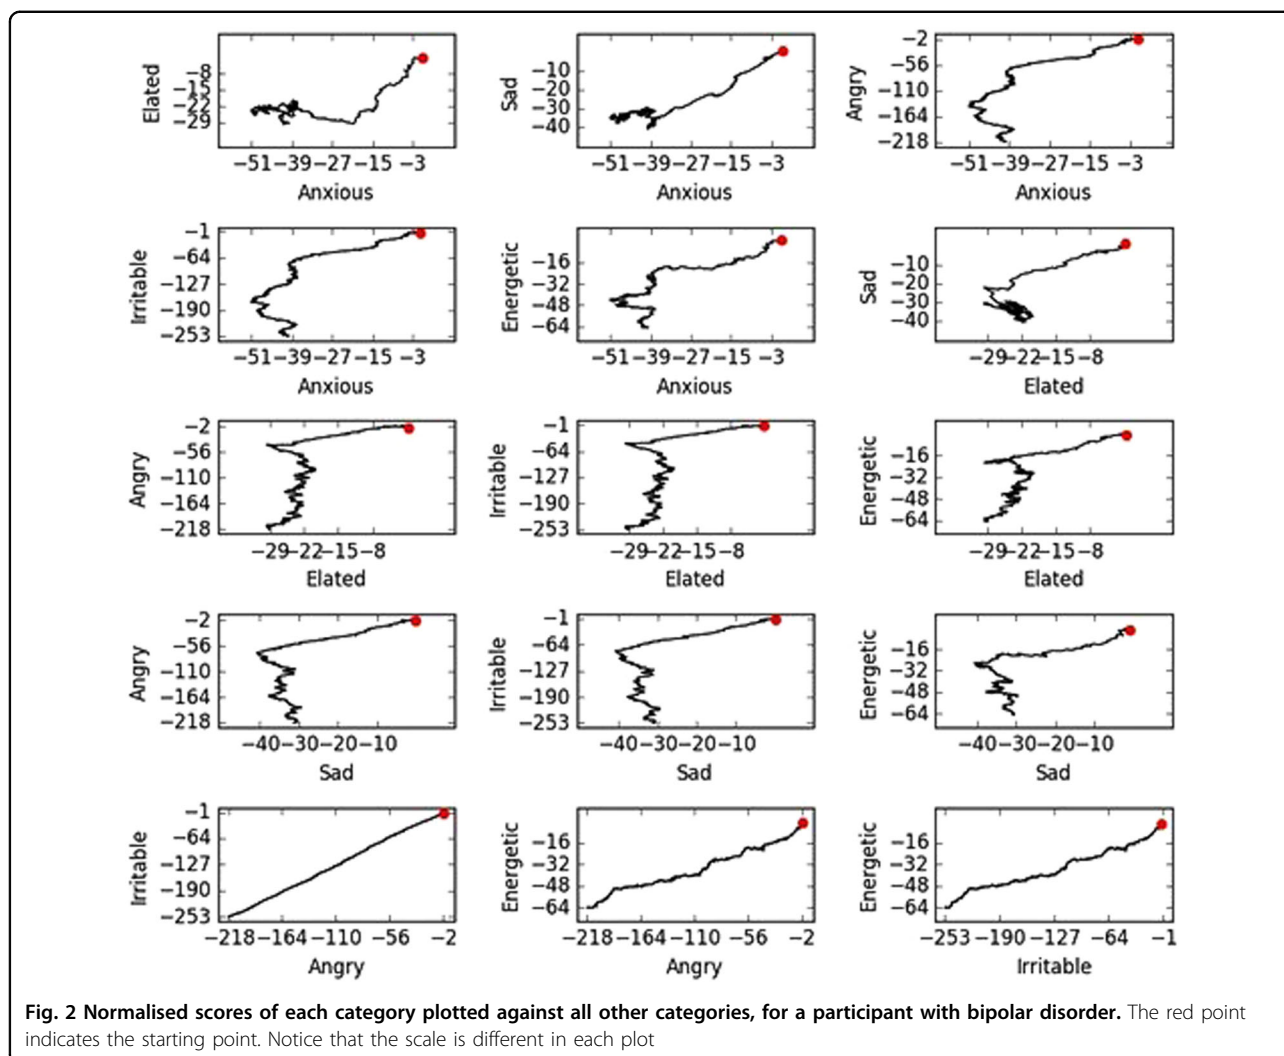 Elated
−8
−15
−22
−29
−51 −39 −27 −15 −3
Anxious
Sad
−10
−20
−30
−40
−51 −39 −27 −15 −3
Anxious
Angry
−2
−56
−110
−164
−218
−51 −39 −27 −15 −3
Anxious
Irritable
−1
−64
−127
−190
−253
−51 −39 −27 −15 −3
Anxious
Energetic
−16
−32
−48
−64
−51 −39 −27 −15 −3
Anxious
Sad
−10
−20
−30
−40
−29 −22 −15 −8
Elated
Angry
−2
−56
−110
−164
−218
−29 −22 −15 −8
Elated
Irritable
−1
−64
−127
−190
−253
−29 −22 −15 −8
Elated
Energetic
−16
−32
−48
−64
−29 −22 −15 −8
Elated
Angry
−2
−56
−110
−164
−218
−40 −30 −20 −10
Sad
Irritable
−1
−64
−127
−190
−253
−40 −30 −20 −10
Sad
Energetic
−16
−32
−48
−64
−40 −30 −20 −10
Sad
Irritable
−1
−64
−127
−190
−253
−218 −164 −110 −56 −2
Angry
Energetic
−16
−32
−48
−64
−218 −164 −110 −56 −2
Angry
Energetic
−16
−32
−48
−64
−253 −190 −127 −64 −1
Irritable
Fig. 2 Normalised scores of each category plotted against all other categories, for a participant with bipolar disorder. The red point
indicates the starting point. Notice that the scale is different in each plot